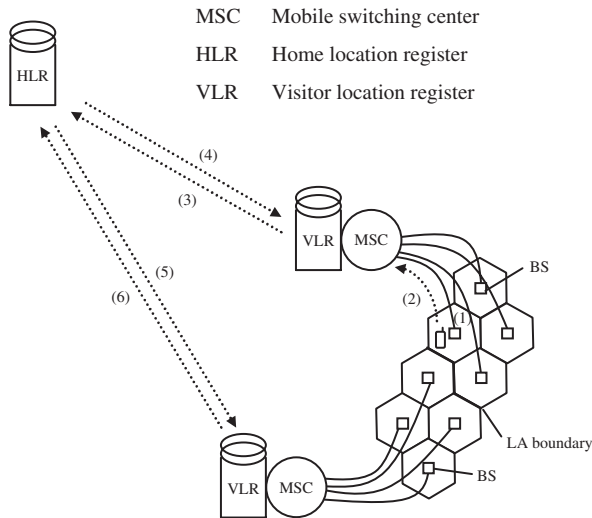 MSC Mobile switching center
HLR Home location register
VLR Visitor location register
HLR
(4)
(3)
VLR
MSC
BS
(2)
(1)
(5)
(6)
LA boundary
VLR
MSC
BS